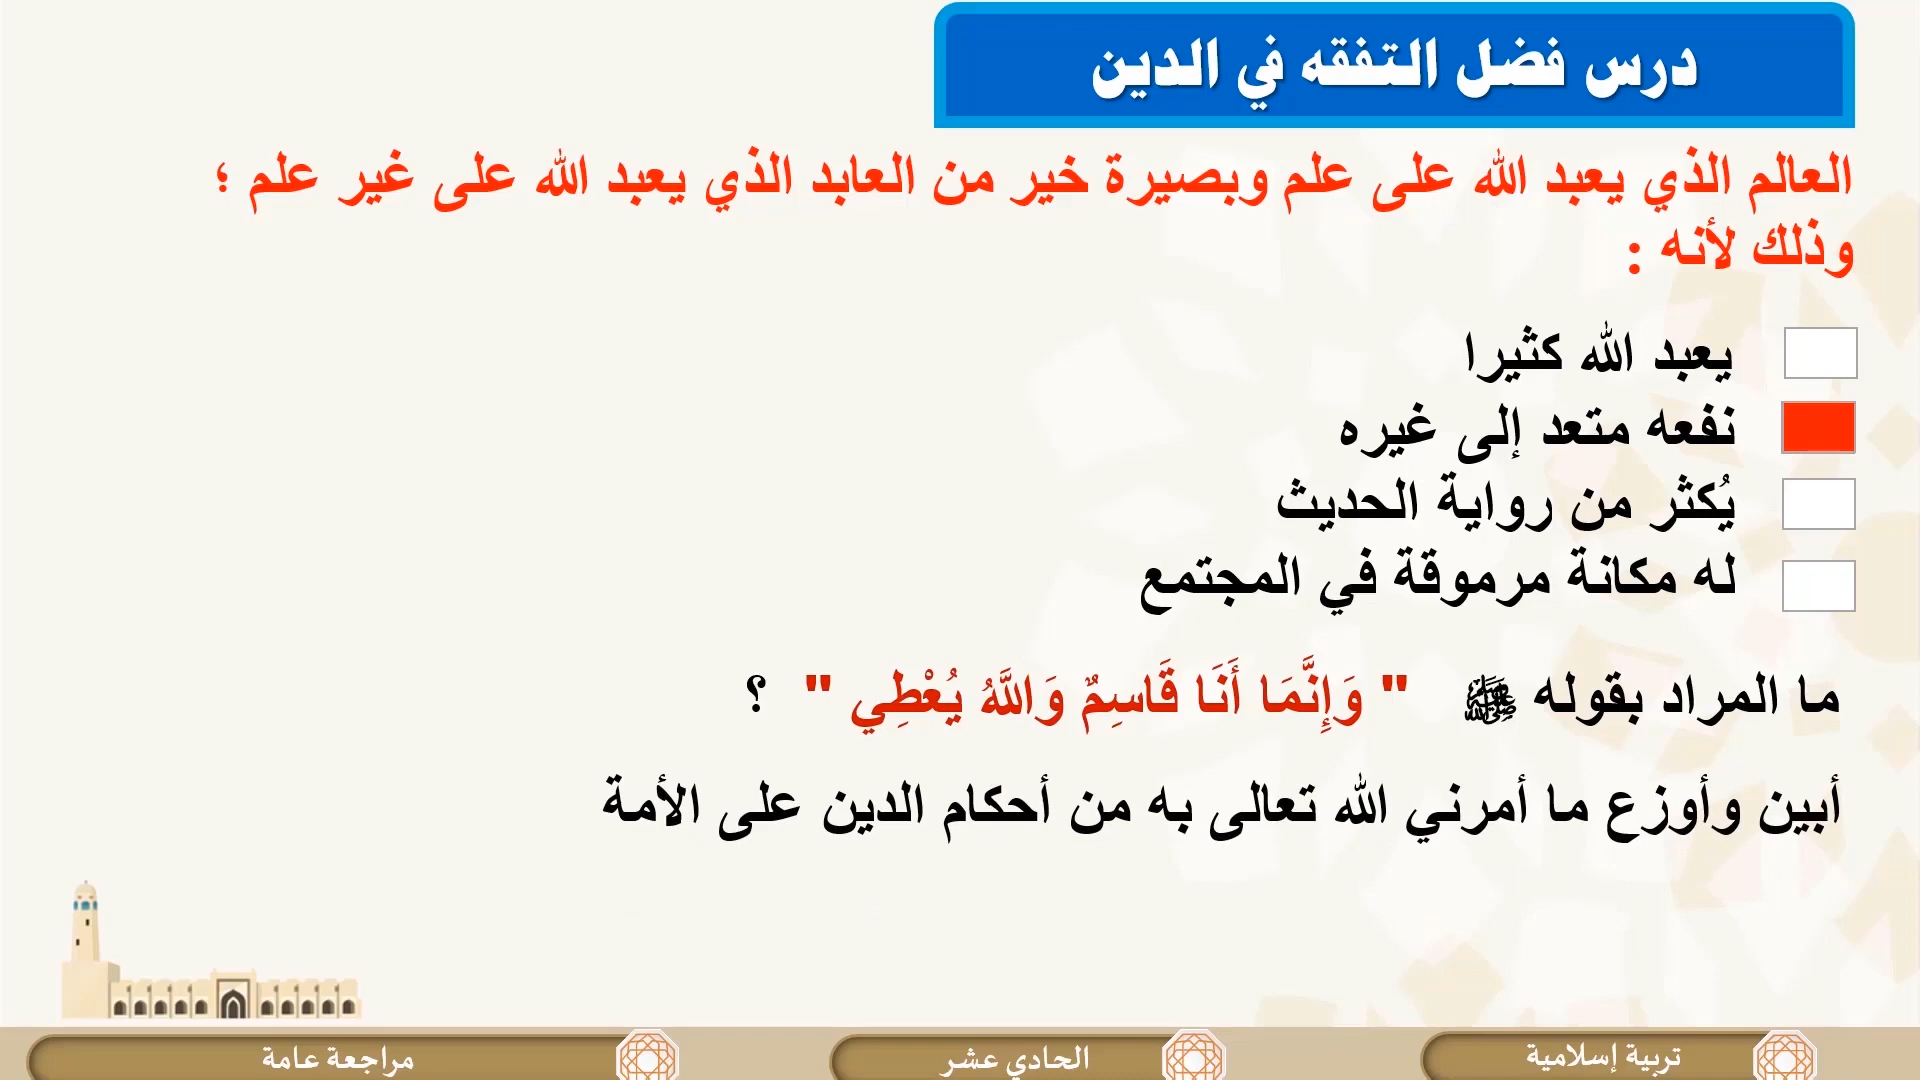 درس فضل التفقه في الدين
العالم الذي يعبد الله على علم وبصيرة خير من العابد الذي يعبد الله على غير علم ؛
وذلك لأنه :
يعبد الله كثيرا
نفعه متعد إلى غيره
يُكثر من رواية الحديث
له مكانة مرموقة في المجتمع
ما المراد بقوله ﷺ " وَإِنَّمَا أَنَا قَاسِمٌ وَاللَّهُ يُعْطِي " ؟
أبين وأوزع ما أمرني الله تعالى به من أحكام الدين على الأمة
تربية إسلامية
الحادي عشر
مراجعة عامة